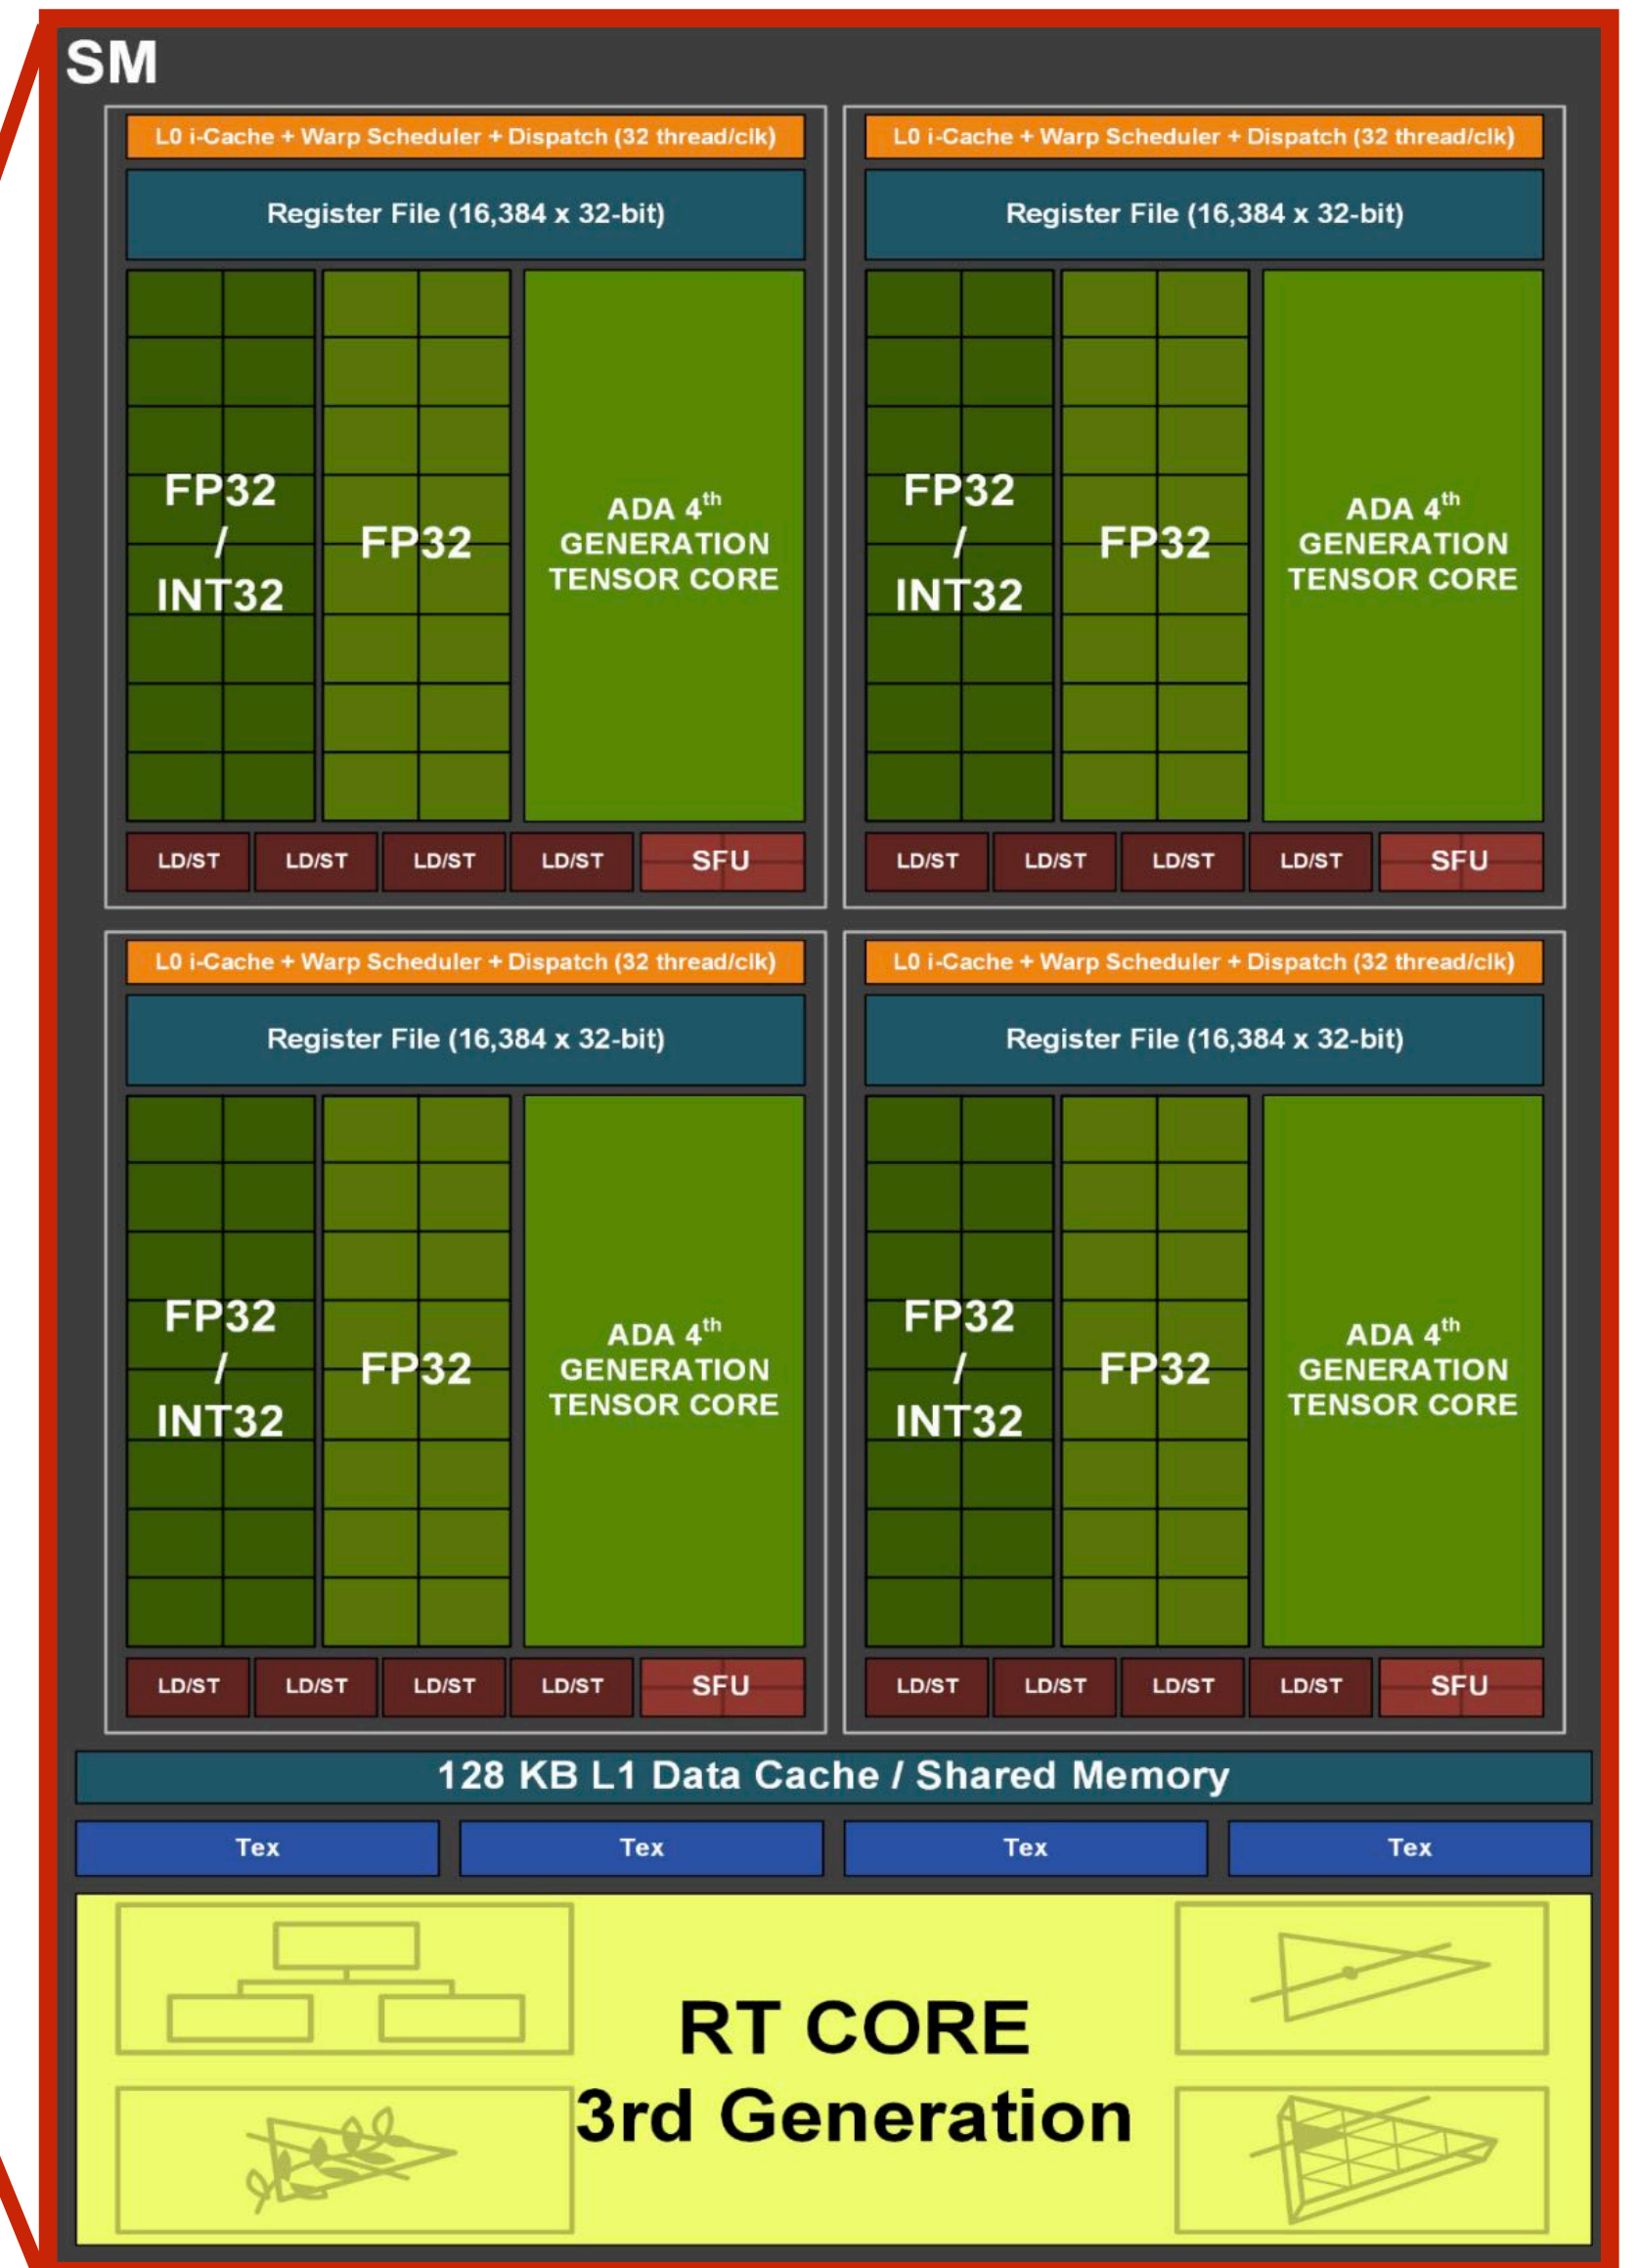 SM
L0 i-Cache + Warp Scheduler + Dispatch (32 thread/clk)
Register File (16,384 x 32-bit)
FP32
/
INT32
FP32
ADA 4th
GENERATION
TENSOR CORE
LD/ST LD/ST LD/ST LD/ST SFU
L0 i-Cache + Warp Scheduler + Dispatch (32 thread/clk)
Register File (16,384 x 32-bit)
FP32
/
INT32
FP32
ADA 4th
GENERATION
TENSOR CORE
LD/ST LD/ST LD/ST LD/ST SFU
L0 i-Cache + Warp Scheduler + Dispatch (32 thread/clk)
Register File (16,384 x 32-bit)
FP32
/
INT32
FP32
ADA 4th
GENERATION
TENSOR CORE
LD/ST LD/ST LD/ST LD/ST SFU
L0 i-Cache + Warp Scheduler + Dispatch (32 thread/clk)
Register File (16,384 x 32-bit)
FP32
/
INT32
FP32
ADA 4th
GENERATION
TENSOR CORE
LD/ST LD/ST LD/ST LD/ST SFU
128 KB L1 Data Cache / Shared Memory
Tex Tex Tex Tex
RT CORE
3rd Generation